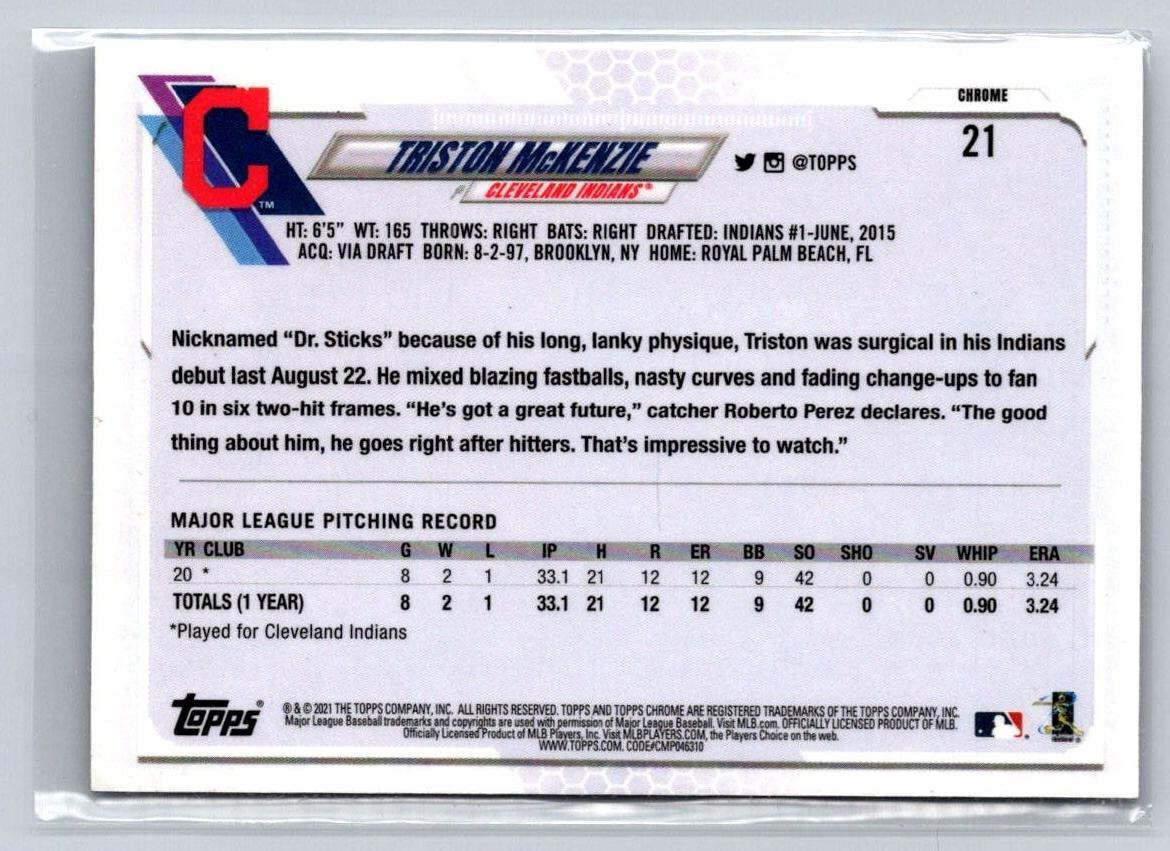 CHROME
21
C
TM
TRISTON McKENZIE
@TOPPS
CLEVELAND INDIANS®
HT: 6'5" WT: 165 THROWS: RIGHT BATS: RIGHT DRAFTED: INDIANS #1-JUNE, 2015
ACQ: VIA DRAFT BORN: 8-2-97, BROOKLYN, NY HOME: ROYAL PALM BEACH, FL
Nicknamed “Dr. Sticks” because of his long, lanky physique, Triston was surgical in his Indians
debut last August 22. He mixed blazing fastballs, nasty curves and fading change-ups to fan
10 in six two-hit frames. “He’s got a great future,” catcher Roberto Perez declares. “The good
thing about him, he goes right after hitters. That’s impressive to watch.”
MAJOR LEAGUE PITCHING RECORD
YR CLUB G W L IP H R ER BB SO SHO SV WHIP ERA
20 * 8 2 1 33.1 21 12 12 9 42 0 0 0.90 3.24
TOTALS (1 YEAR) 8 2 1 33.1 21 12 12 9 42 0 0 0.90 3.24
*Played for Cleveland Indians
topps®
® & © 2021 THE TOPPS COMPANY, INC. ALL RIGHTS RESERVED. TOPPS AND TOPPS CHROME ARE REGISTERED TRADEMARKS OF THE TOPPS COMPANY, INC.
Major League Baseball trademarks and copyrights are used with permission of Major League Baseball. Visit MLB.com. OFFICIALLY LICENSED PRODUCT OF MLB.
Officially Licensed Product of MLB Players, Inc. Visit MLBPLAYERS.COM, the Players Choice on the web.
WWW.TOPPS.COM. CODE#CMP046310